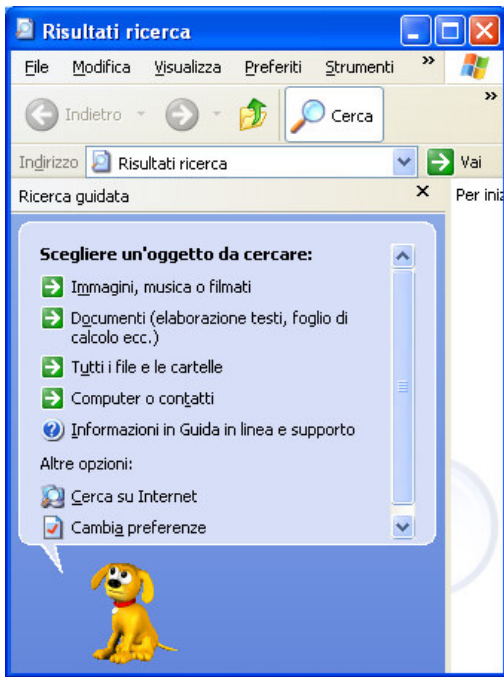 Risultati ricerca
File Modifica Visualizza Preferiti Strumenti »
Indietro Cerca »
Indirizzo Risultati ricerca Vai
Ricerca guidata
Scegliere un'oggetto da cercare:
Immagini, musica o filmati
Documenti (elaborazione testi, foglio di
calcolo ecc.)
Tutti i file e le cartelle
Computer o contatti
Informazioni in Guida in linea e supporto
Altre opzioni:
Cerca su Internet
Cambia preferenze
Per iniz